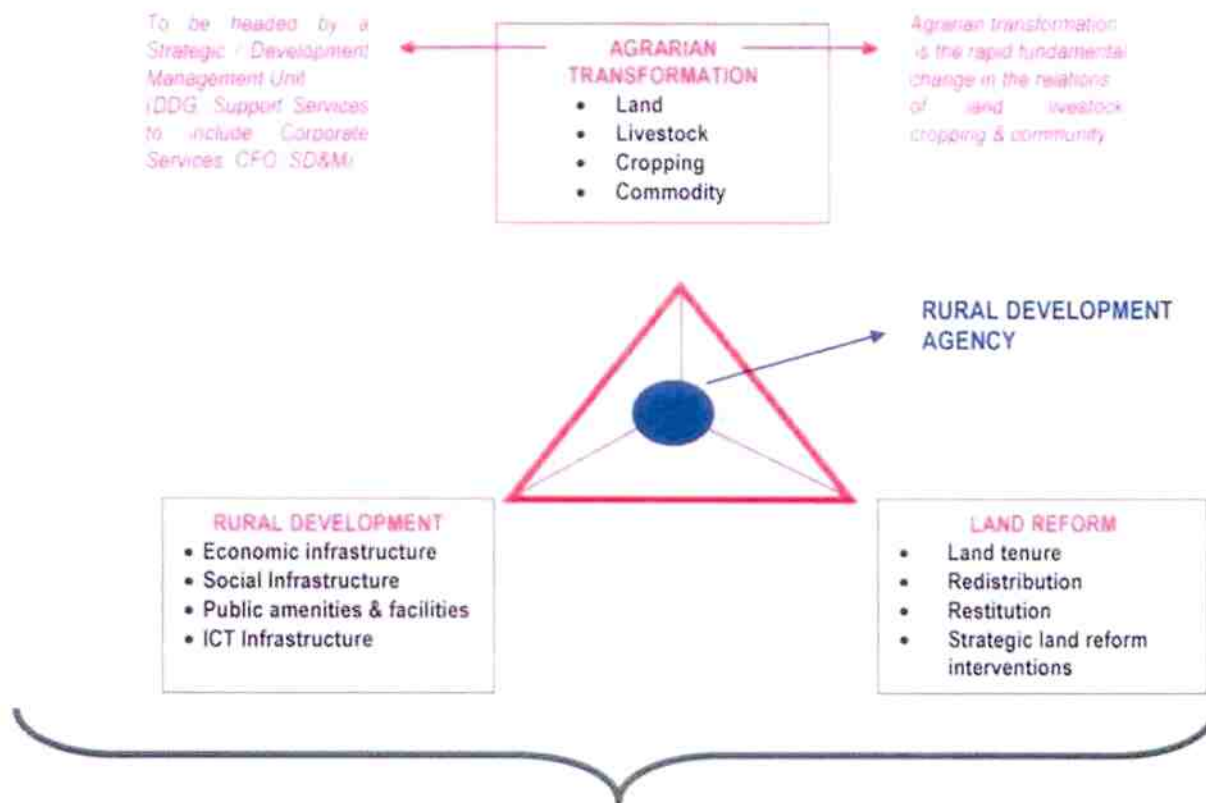 To be headed by a
Strategic / Development
Management Unit
(DDG Support Services
to include Corporate
Services CFO SD&M)
AGRARIAN
TRANSFORMATION
• Land
• Livestock
• Cropping
• Commodity
Agrarian transformation
is the rapid fundamental
change in the relations
of land livestock
cropping & community
RURAL DEVELOPMENT
AGENCY
RURAL DEVELOPMENT
• Economic infrastructure
• Social Infrastructure
• Public amenities & facilities
• ICT Infrastructure
LAND REFORM
• Land tenure
• Redistribution
• Restitution
• Strategic land reform
interventions